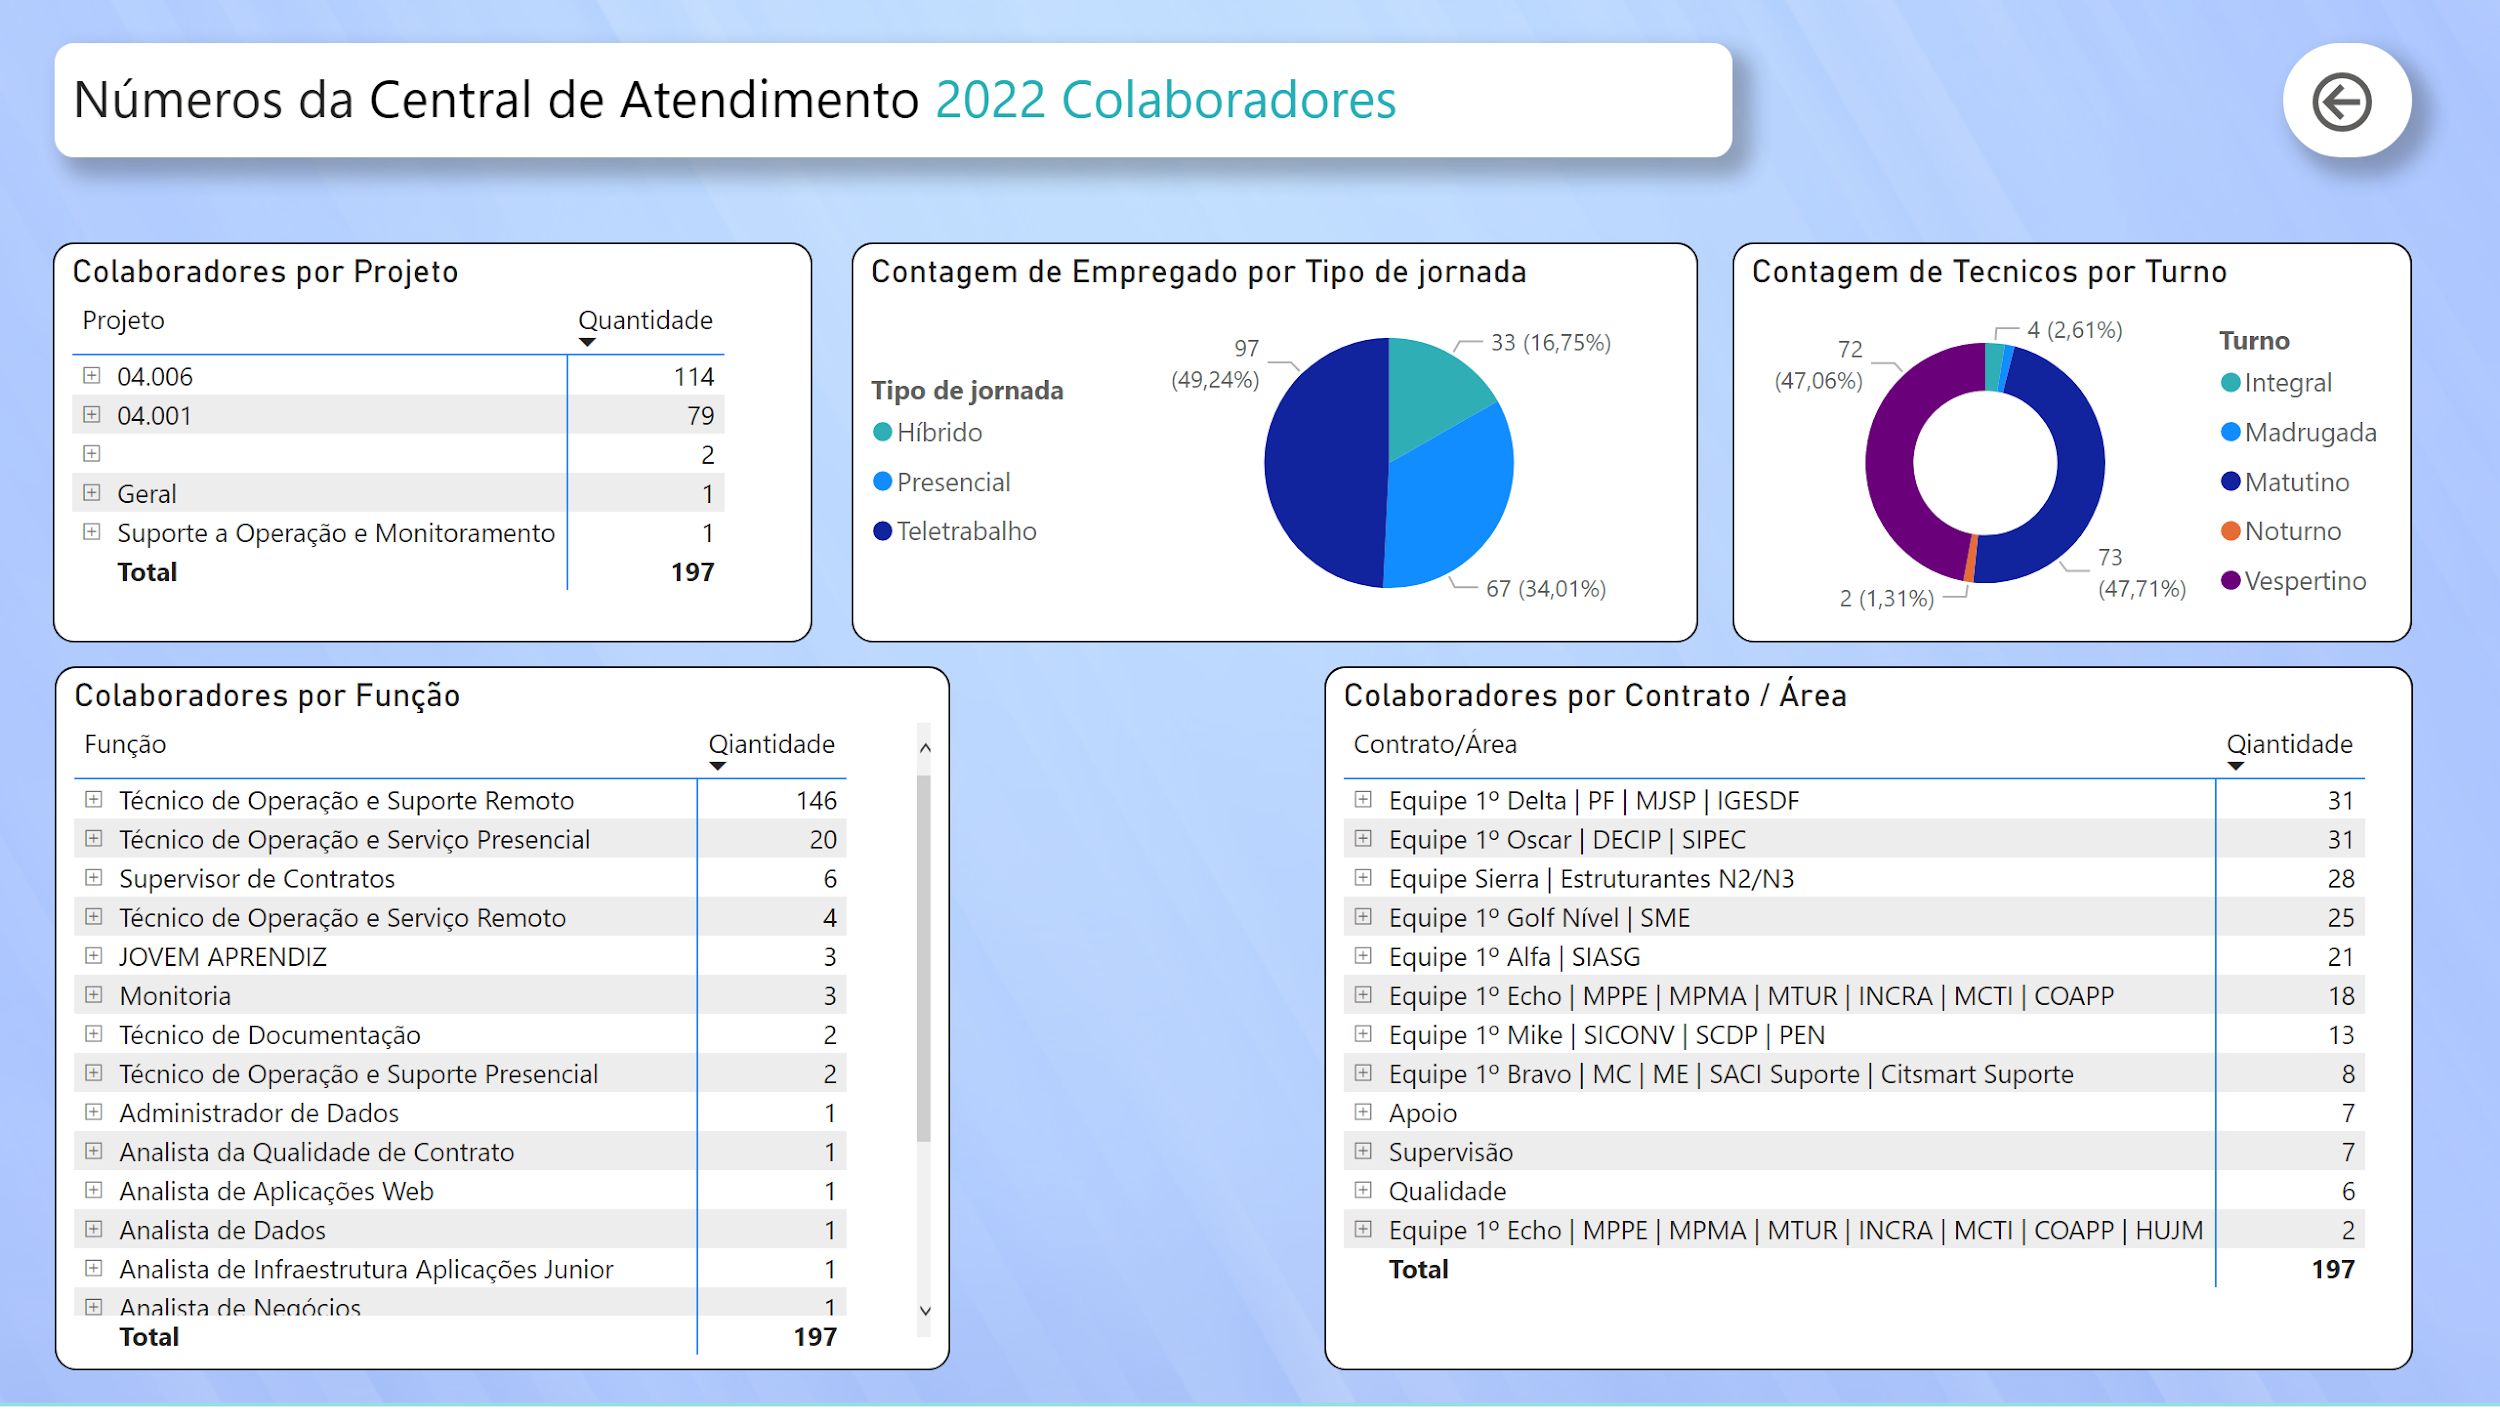 Números da Central de Atendimento 2022 Colaboradores
Colaboradores por Projeto
Projeto Quantidade
04.006 114
04.001 79
2
Geral 1
Suporte a Operação e Monitoramento 1
Total 197
Contagem de Empregado por Tipo de jornada
Tipo de jornada
Híbrido
Presencial
Teletrabalho
97
(49,24%)
33 (16,75%)
67 (34,01%)
Contagem de Tecnicos por Turno
72
(47,06%)
4 (2,61%)
73
(47,71%)
2 (1,31%)
Turno
Integral
Madrugada
Matutino
Noturno
Vespertino
Colaboradores por Função
Função Qiantidade
Técnico de Operação e Suporte Remoto 146
Técnico de Operação e Serviço Presencial 20
Supervisor de Contratos 6
Técnico de Operação e Serviço Remoto 4
JOVEM APRENDIZ 3
Monitoria 3
Técnico de Documentação 2
Técnico de Operação e Suporte Presencial 2
Administrador de Dados 1
Analista da Qualidade de Contrato 1
Analista de Aplicações Web 1
Analista de Dados 1
Analista de Infraestrutura Aplicações Junior 1
Analista de Negócios 1
Total 197
Colaboradores por Contrato / Área
Contrato/Área Qiantidade
Equipe 1º Delta | PF | MJSP | IGESDF 31
Equipe 1º Oscar | DECIP | SIPEC 31
Equipe Sierra | Estruturantes N2/N3 28
Equipe 1º Golf Nível | SME 25
Equipe 1º Alfa | SIASG 21
Equipe 1º Echo | MPPE | MPMA | MTUR | INCRA | MCTI | COAPP 18
Equipe 1º Mike | SICONV | SCDP | PEN 13
Equipe 1º Bravo | MC | ME | SACI Suporte | Citsmart Suporte 8
Apoio 7
Supervisão 7
Qualidade 6
Equipe 1º Echo | MPPE | MPMA | MTUR | INCRA | MCTI | COAPP | HUJM 2
Total 197